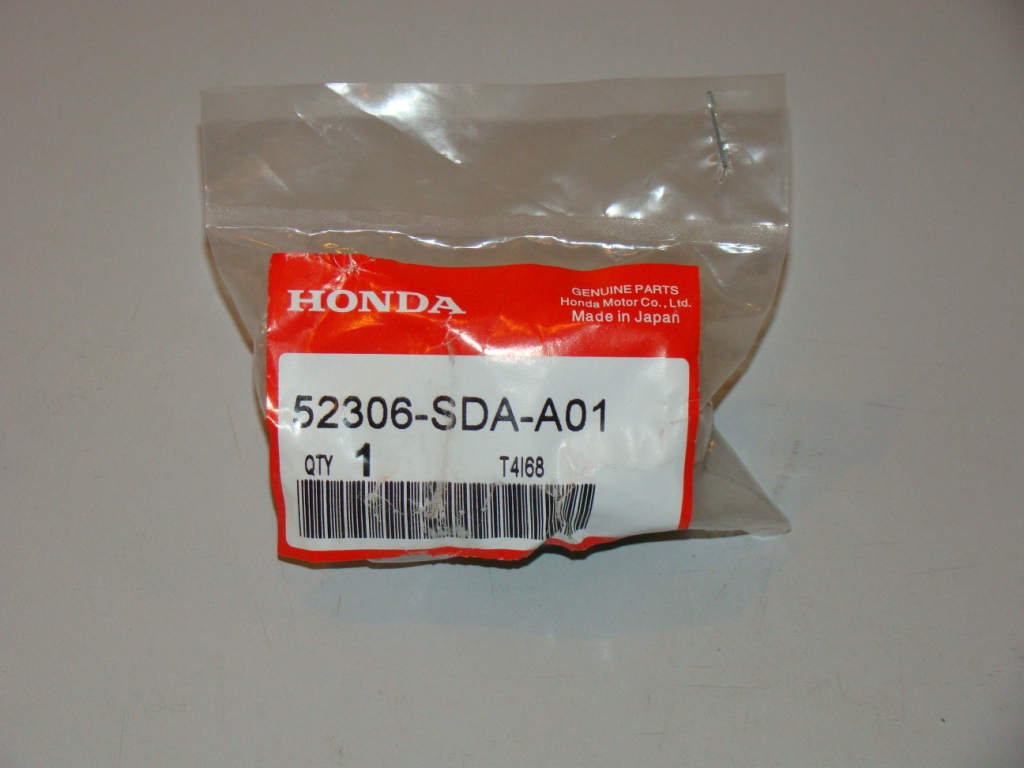 HONDA
GENUINE PARTS
Honda Motor Co., Ltd.
Made in Japan
52306-SDA-A01
QTY 1 T4I68